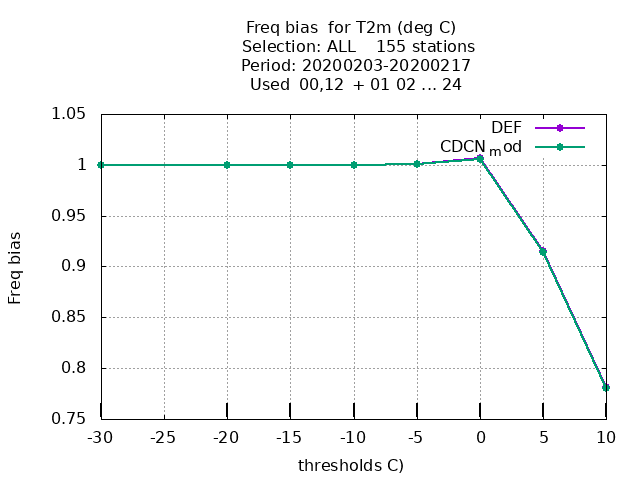 Freq bias  for T2m (deg C)
Selection: ALL    155 stations
Period: 20200203-20200217
Used  00,12  + 01 02 ... 24
1.05
1
0.95
0.9
0.85
0.8
0.75
Freq bias
DEF
CDCN_mod
-30 -25 -20 -15 -10 -5 0 5 10
thresholds C)